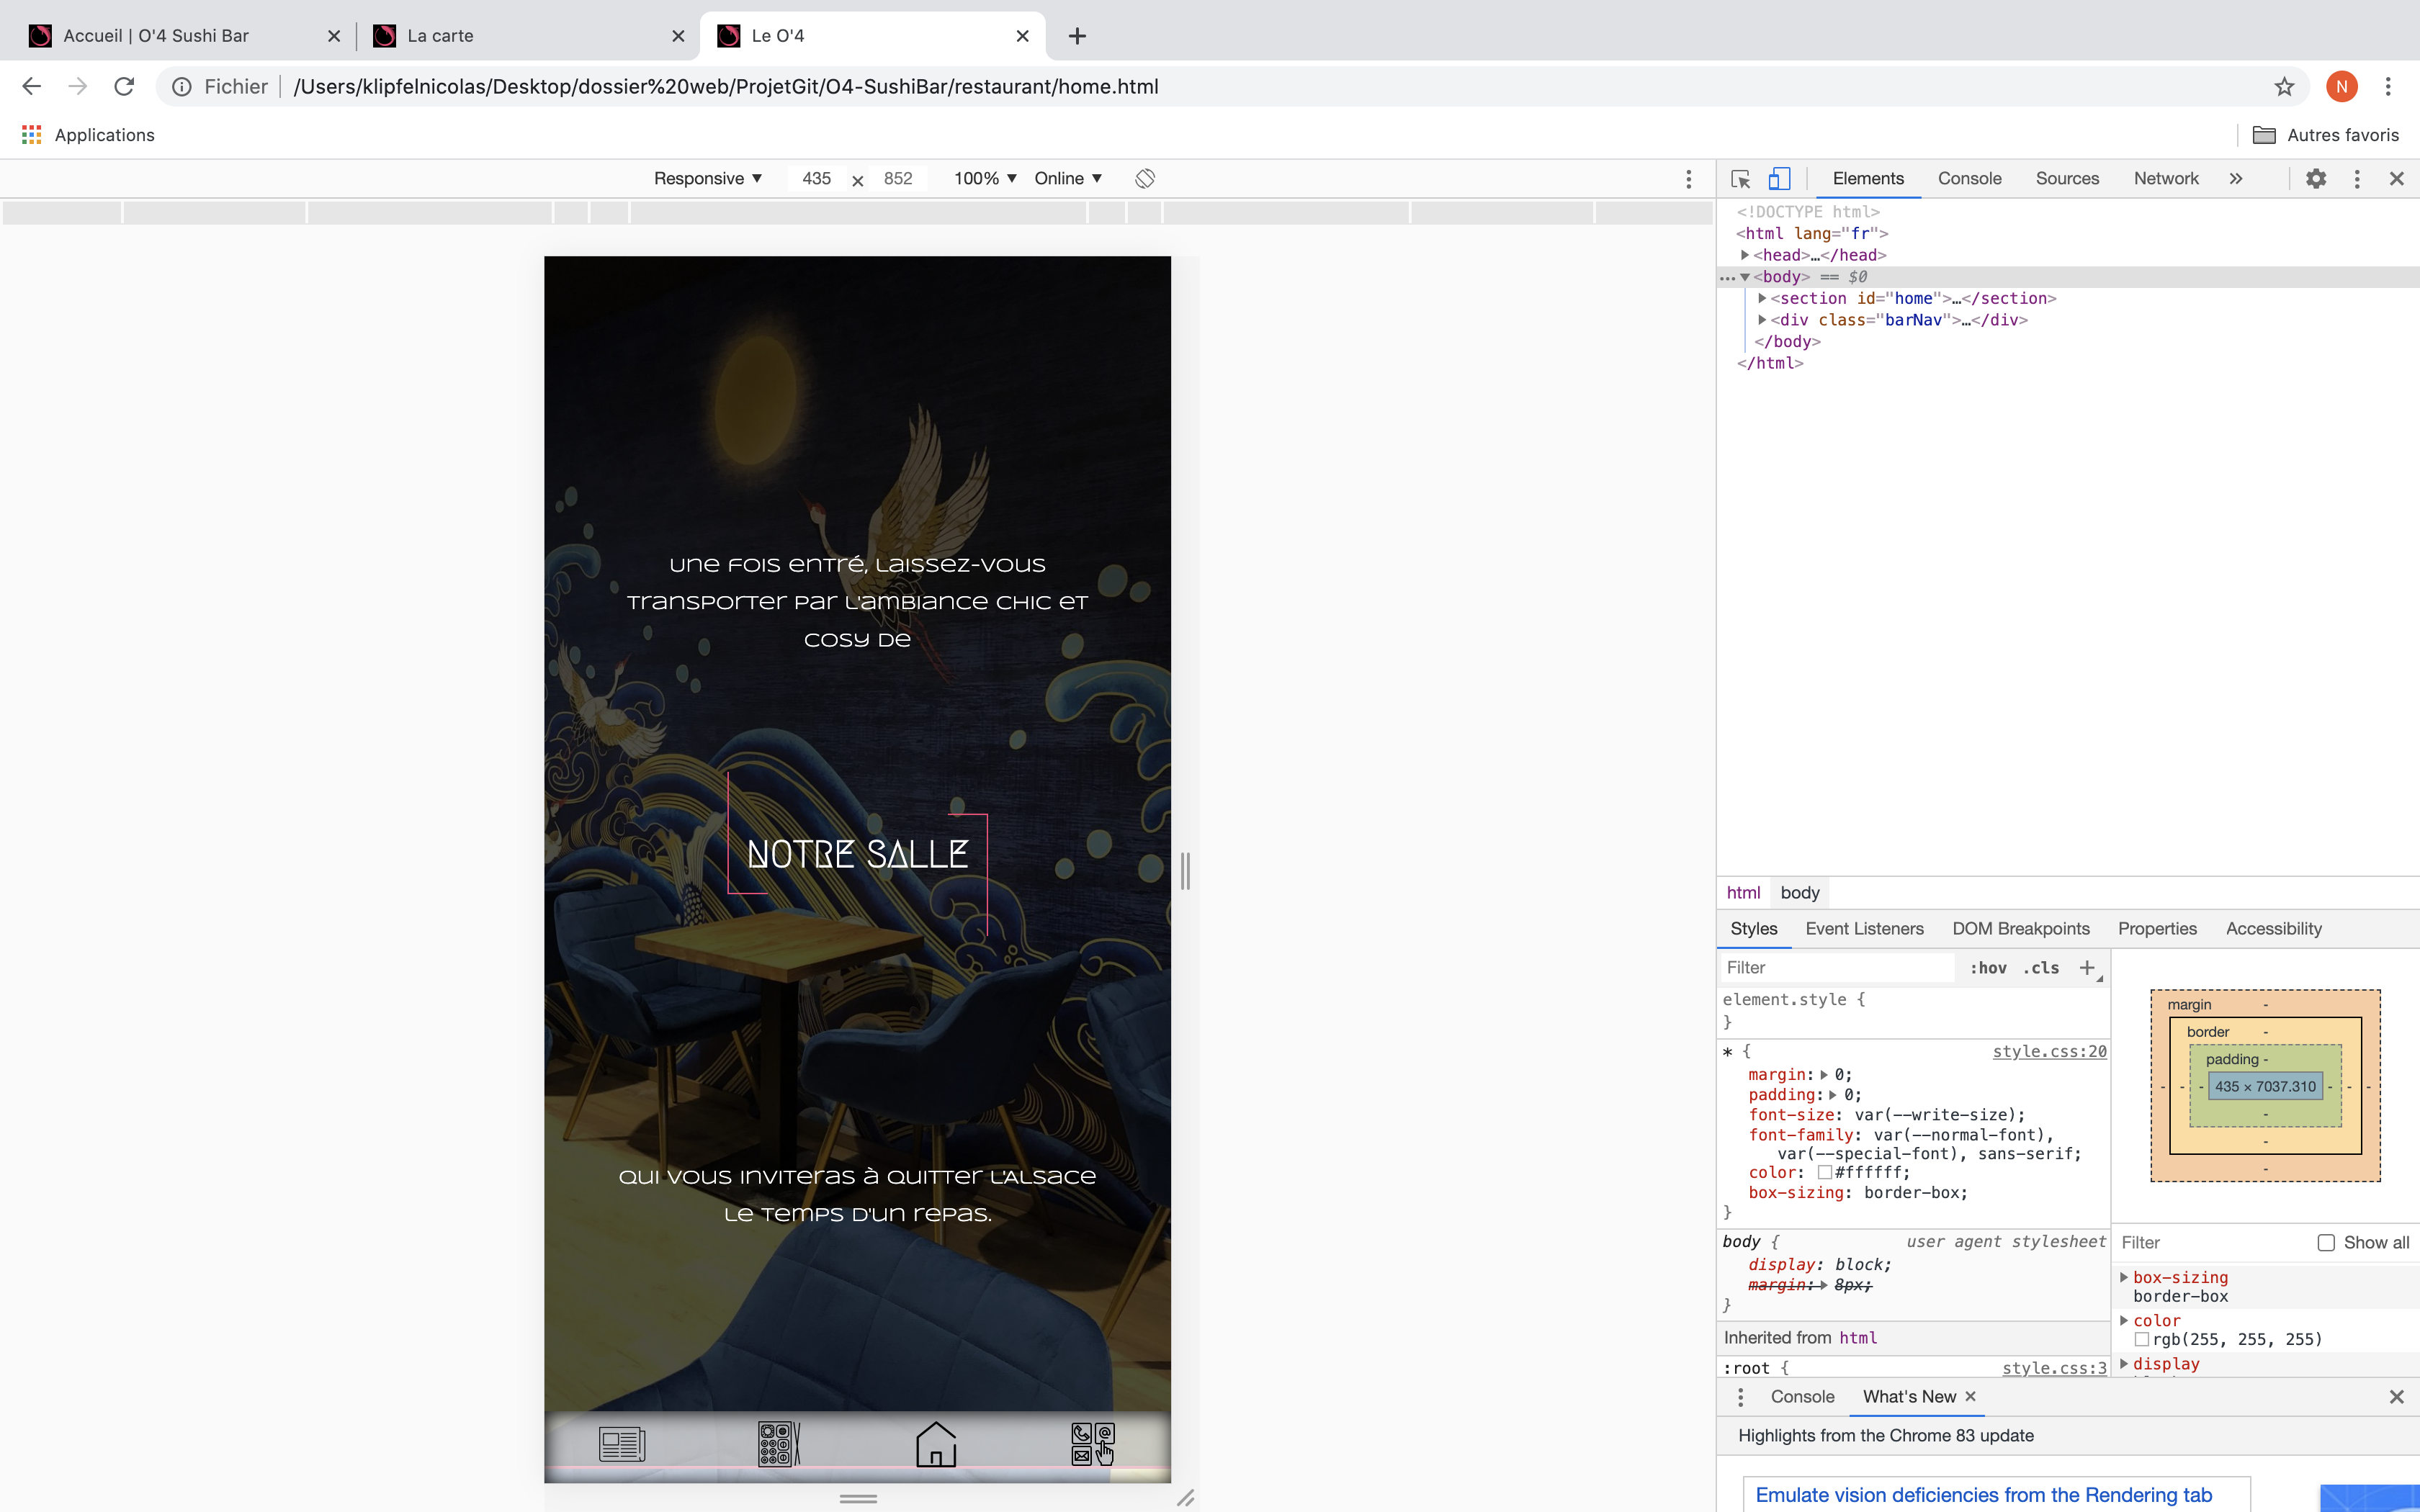 Accueil | O'4 Sushi Bar
La carte
Le O'4
Fichier
/Users/klipfelnicolas/Desktop/dossier%20web/ProjetGit/O4-SushiBar/restaurant/home.html
N
Applications
Autres favoris
Responsive
435 × 852
100%
Online
Elements
Console
Sources
Network
<!DOCTYPE html>
<html lang="fr">
<head>…</head>
<body> == $0
<section id="home">…</section>
<div class="barNav">…</div>
</body>
</html>
une fois entré, laissez-vous
transporter par l'ambiance chic et
cosy de
NOTRE SALLE
qui vous inviteras à quitter l'Alsace
le temps d'un repas.
html
body
Styles
Event Listeners
DOM Breakpoints
Properties
Accessibility
Filter
:hov .cls +
element.style {
}
* {
style.css:20
margin: 0;
padding: 0;
font-size: var(--write-size);
font-family: var(--normal-font),
var(--special-font), sans-serif;
color: #ffffff;
box-sizing: border-box;
}
body {
user agent stylesheet
display: block;
margin: 8px;
}
Inherited from html
:root {
style.css:3
margin -
border -
padding -
435 × 7037.310
Filter
Show all
box-sizing
border-box
color
rgb(255, 255, 255)
display
Console
What's New
Highlights from the Chrome 83 update
Emulate vision deficiencies from the Rendering tab